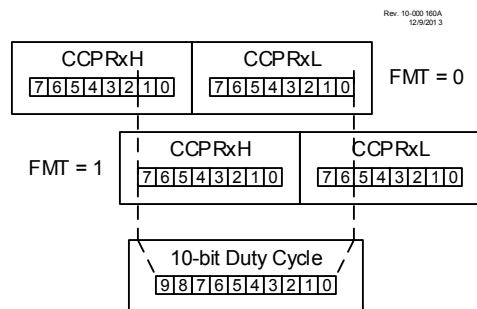 Rev. 10-000 160A
12/9/201 3
CCPRxH CCPRxL
7 6 5 4 3 2 1 0 7 6 5 4 3 2 1 0 FMT = 0
CCPRxH CCPRxL
FMT = 1 7 6 5 4 3 2 1 0 7 6 5 4 3 2 1 0
10-bit Duty Cycle
9 8 7 6 5 4 3 2 1 0